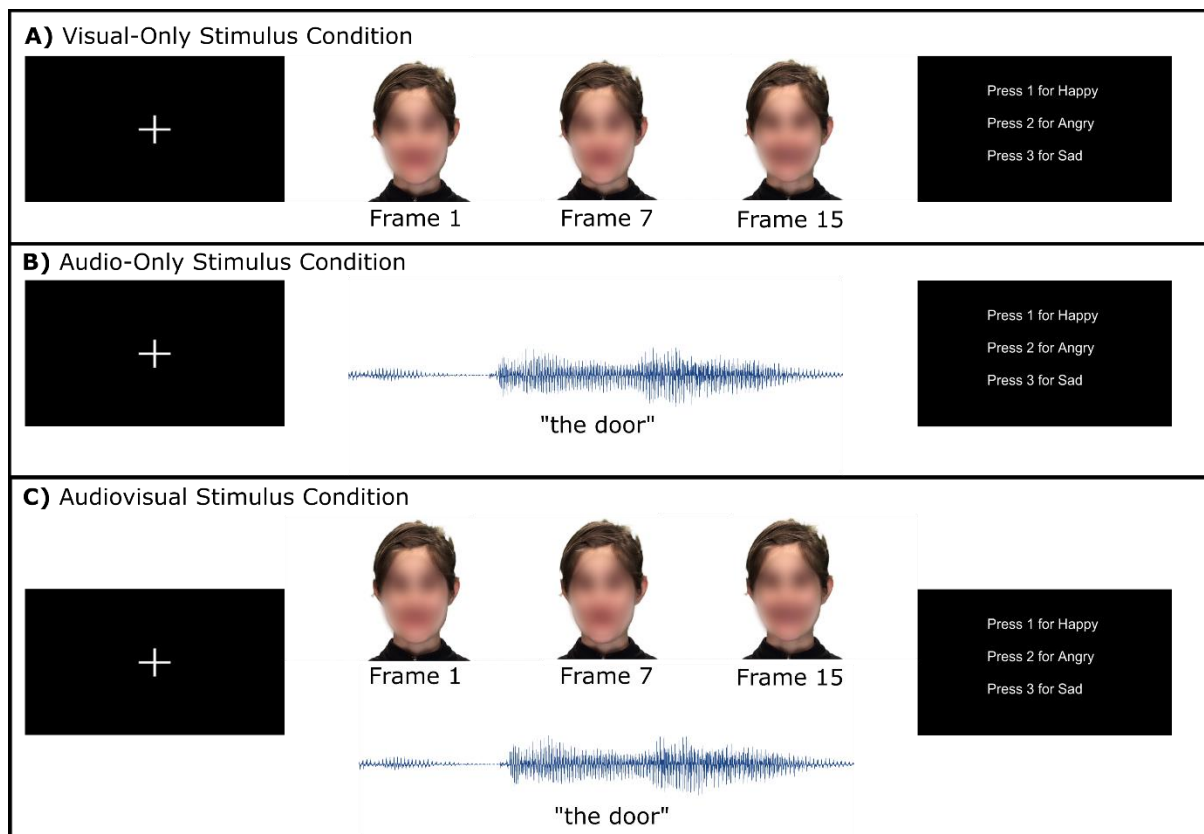 A) Visual-Only Stimulus Condition
Press 1 for Happy
Press 2 for Angry
Press 3 for Sad
Frame 1 Frame 7 Frame 15
B) Audio-Only Stimulus Condition
Press 1 for Happy
Press 2 for Angry
Press 3 for Sad
"the door"
C) Audiovisual Stimulus Condition
Press 1 for Happy
Press 2 for Angry
Press 3 for Sad
Frame 1 Frame 7 Frame 15
"the door"